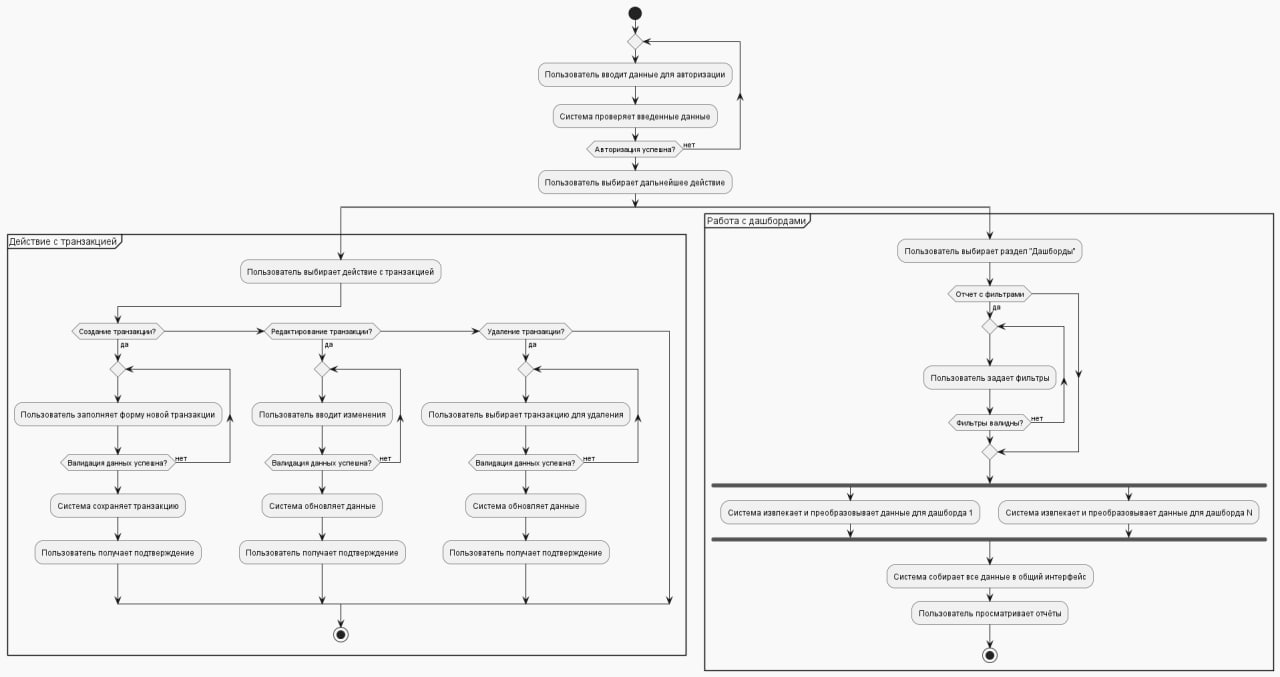 Пользователь вводит данные для авторизации
Система проверяет введенные данные
Авторизация успешна?
нет
Пользователь выбирает дальнейшее действие
Действие с транзакцией
Пользователь выбирает действие с транзакцией
Создание транзакции?
Редактирование транзакции?
Удаление транзакции?
да
да
да
Пользователь заполняет форму новой транзакции
Пользователь вводит изменения
Пользователь выбирает транзакцию для удаления
Валидация данных успешна?
нет
Валидация данных успешна?
нет
Валидация данных успешна?
нет
Система сохраняет транзакцию
Система обновляет данные
Система обновляет данные
Пользователь получает подтверждение
Пользователь получает подтверждение
Пользователь получает подтверждение
Работа с дашбордами
Пользователь выбирает раздел "Дашборды"
Отчет с фильтрами
да
Пользователь задает фильтры
Фильтры валидны?
нет
Система извлекает и преобразовывает данные для дашборда 1
Система извлекает и преобразовывает данные для дашборда N
Система собирает все данные в общий интерфейс
Пользователь просматривает отчёты